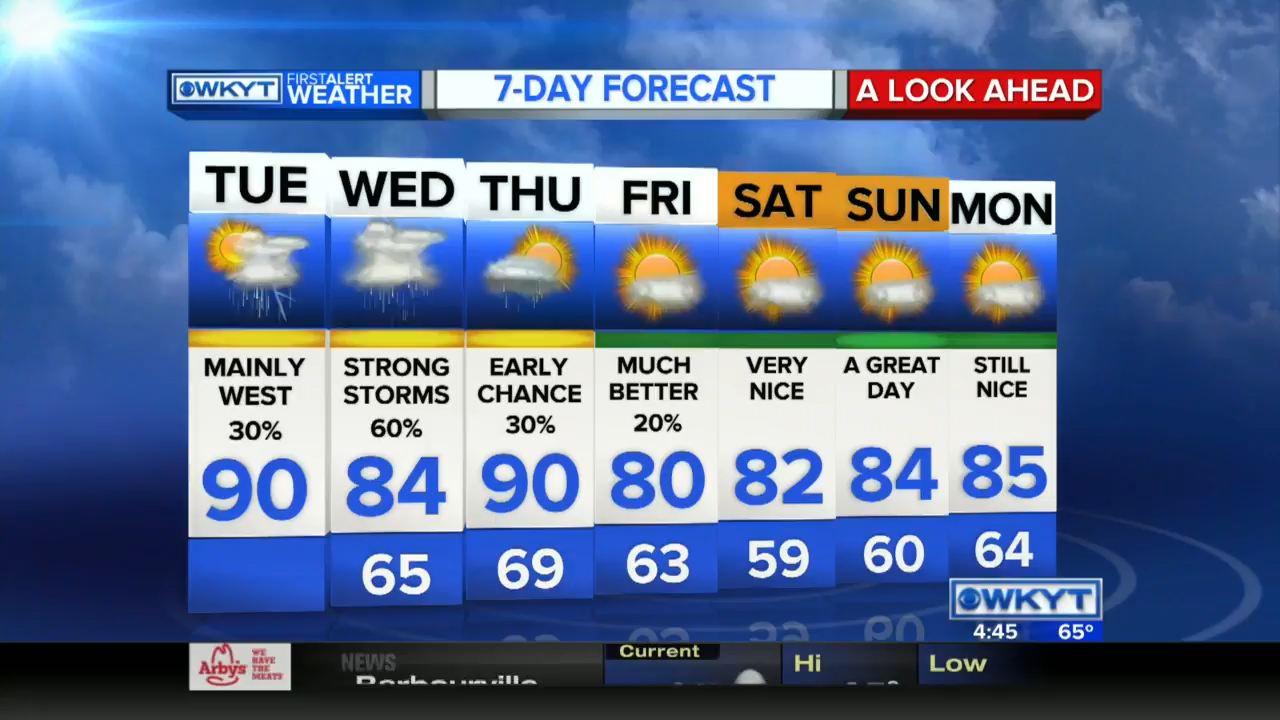 WKYT FIRST ALERT WEATHER
7-DAY FORECAST
A LOOK AHEAD
TUE WED THU FRI SAT SUN MON
MAINLY WEST
30%
90
STRONG STORMS
60%
84
65
EARLY CHANCE
30%
90
69
MUCH BETTER
20%
80
63
VERY NICE
82
59
A GREAT DAY
84
60
STILL NICE
85
64
WKYT
4:45 65°
Arby's WE HAVE THE MEATS
NEWS
Barbourville
Current
Hi
Low